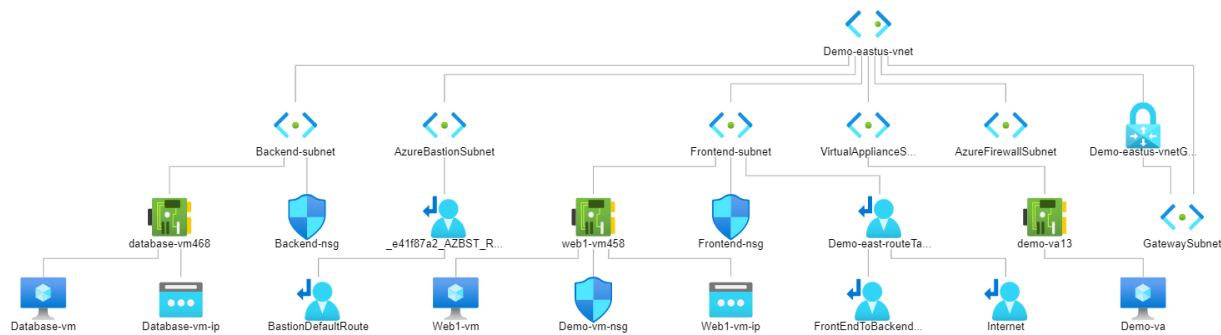 Demo-eastus-vnet
Backend-subnet
AzureBastionSubnet
Frontend-subnet
VirtualApplianceS...
AzureFirewallSubnet
Demo-eastus-vnetG...
database-vm468
Backend-nsg
_e41f87a2_AZBST_R...
web1-vm458
Frontend-nsg
Demo-east-routeTa...
demo-va13
GatewaySubnet
Database-vm
Database-vm-ip
BastionDefaultRoute
Web1-vm
Demo-vm-nsg
Web1-vm-ip
FrontEndToBackend...
Internet
Demo-va